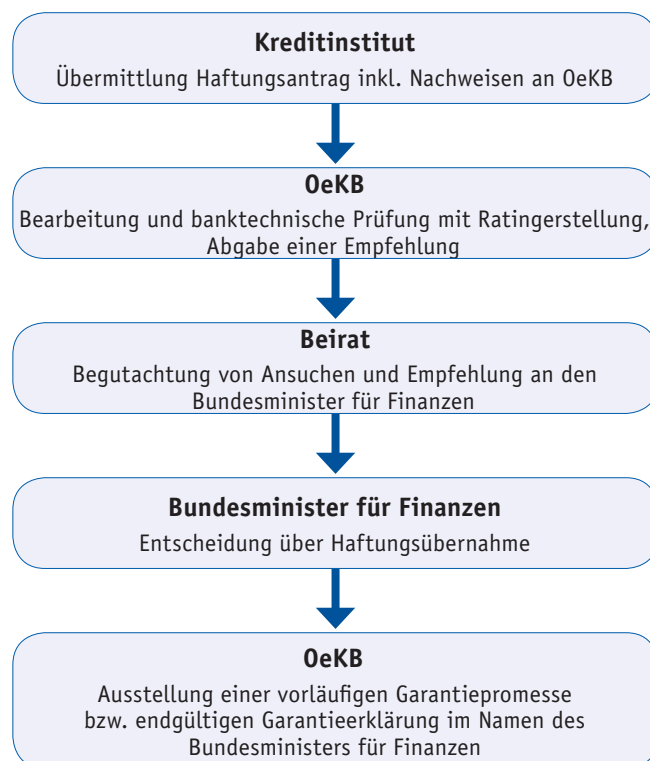 Kreditinstitut
Übermittlung Haftungsantrag inkl. Nachweisen an OeKB
OeKB
Bearbeitung und banktechnische Prüfung mit Ratingerstellung,
Abgabe einer Empfehlung
Beirat
Begutachtung von Ansuchen und Empfehlung an den
Bundesminister für Finanzen
Bundesminister für Finanzen
Entscheidung über Haftungsübernahme
OeKB
Ausstellung einer vorläufigen Garantiepromesse
bzw. endgültigen Garantieerklärung im Namen des
Bundesministers für Finanzen